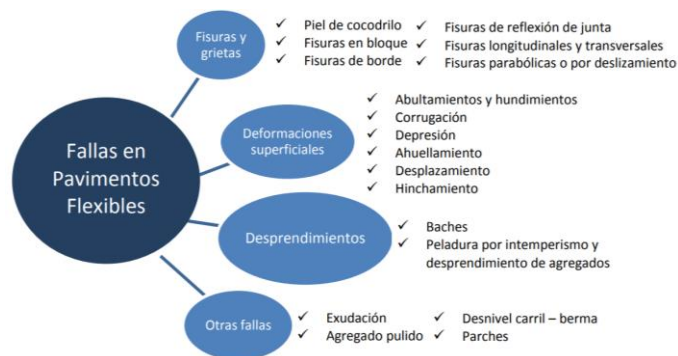 Fallas en
Pavimentos
Flexibles
Fisuras y
grietas
✓ Piel de cocodrilo
✓ Fisuras en bloque
✓ Fisuras de borde
✓ Fisuras de reflexión de junta
✓ Fisuras longitudinales y transversales
✓ Fisuras parabólicas o por deslizamiento
Deformaciones
superficiales
✓ Abultamientos y hundimientos
✓ Corrugación
✓ Depresión
✓ Ahuellamiento
✓ Desplazamiento
✓ Hinchamiento
Desprendimientos
✓ Baches
✓ Peladura por intemperismo y
desprendimiento de agregados
Otras fallas
✓ Exudación
✓ Agregado pulido
✓ Desnivel carril – berma
✓ Parches